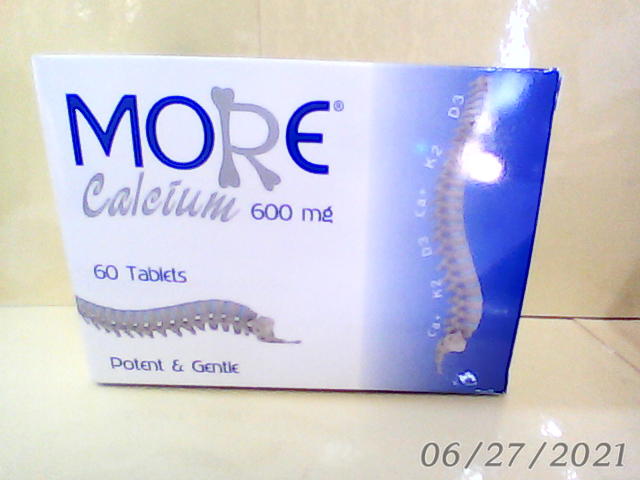 MORE®
Calcium 600 mg
60 Tablets
Potent & Gentle
D3
K2
Ca+
D3
K2
Ca+
06/27/2021